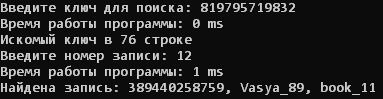 Введите ключ для поиска: 819795719832
Время работы программы: 0 ms
Искомый ключ в 76 строке
Введите номер записи: 12
Время работы программы: 1 ms
Найдена запись: 389440258759, Vasya_89, book_11